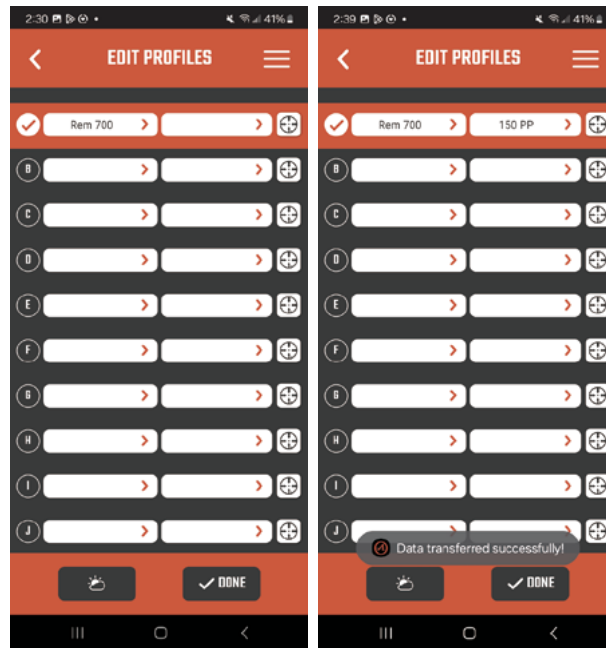 2:30 41%
EDIT PROFILES
Rem 700
B
C
D
E
F
G
H
I
J
DONE
2:39 41%
EDIT PROFILES
Rem 700 150 PP
B
C
D
E
F
G
H
I
J
Data transferred successfully!
DONE